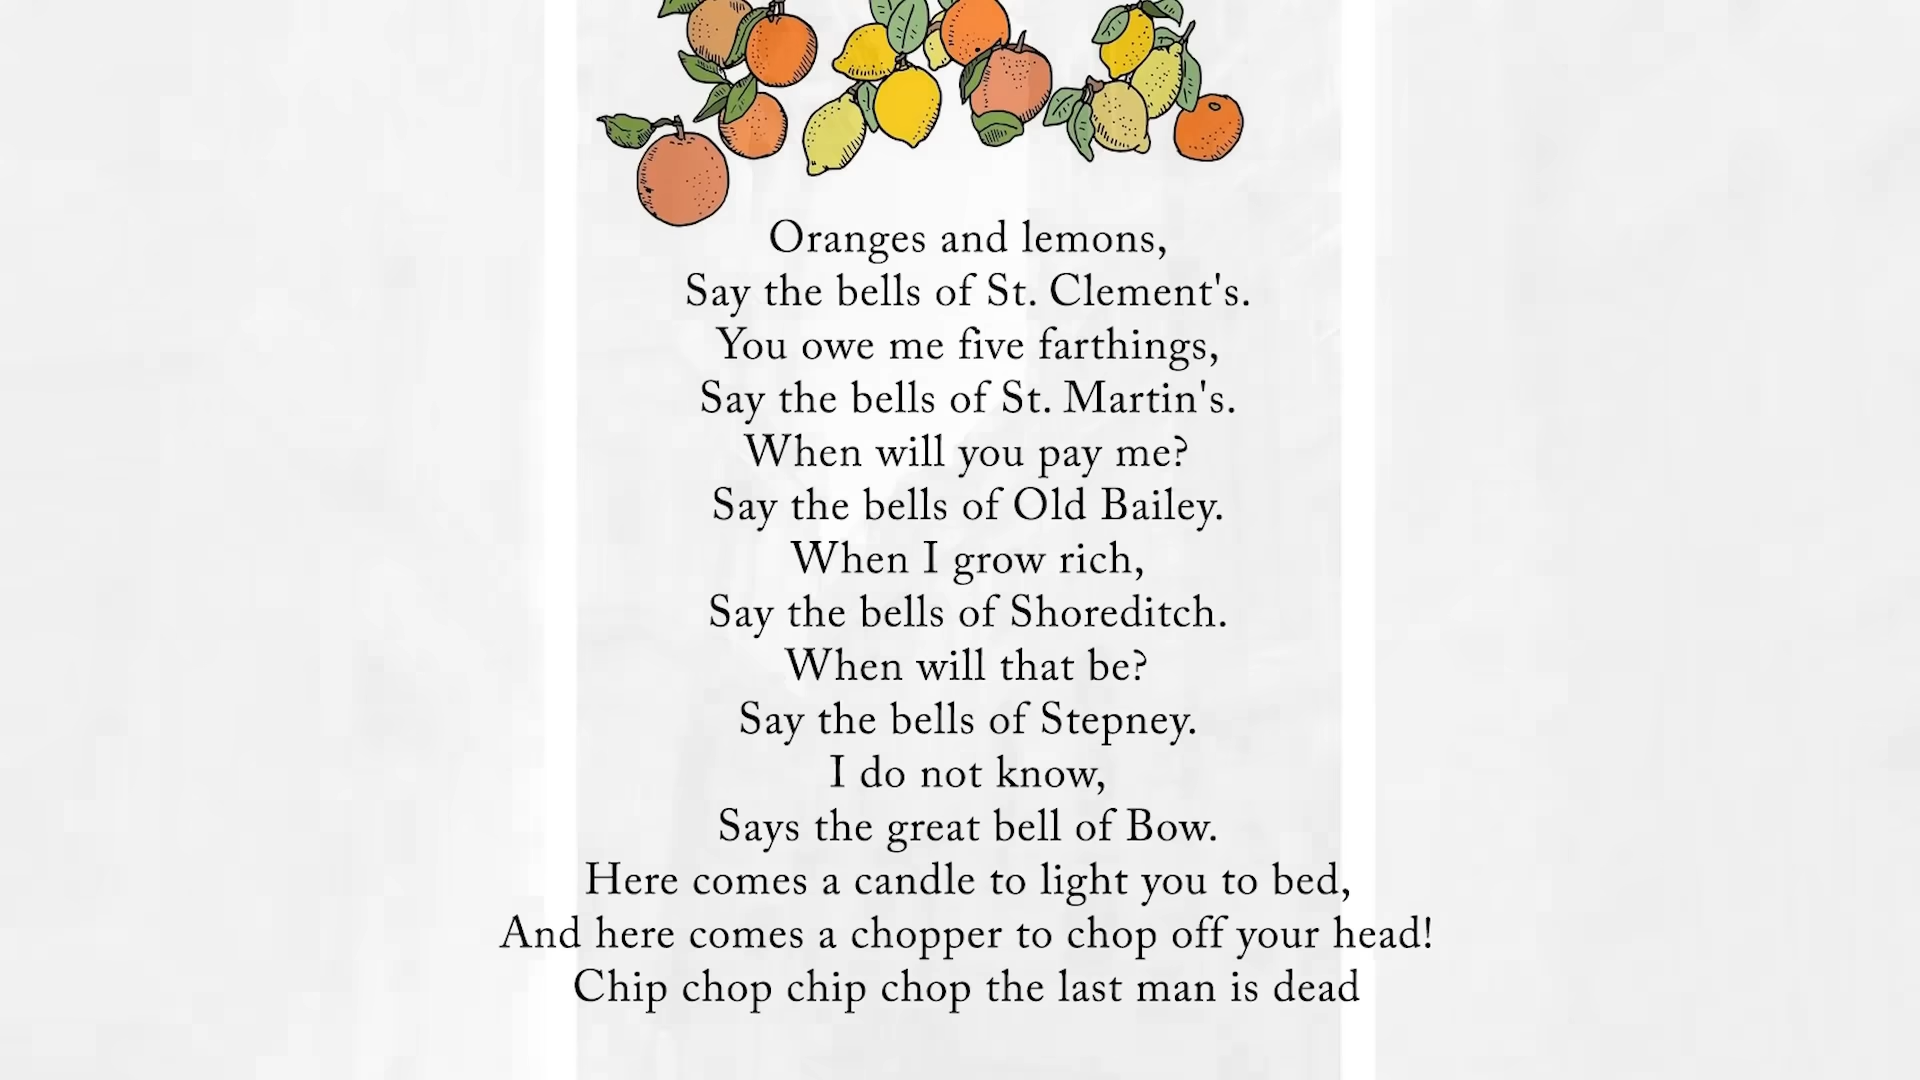 Oranges and lemons,
Say the bells of St. Clement's.
You owe me five farthings,
Say the bells of St. Martin's.
When will you pay me?
Say the bells of Old Bailey.
When I grow rich,
Say the bells of Shoreditch.
When will that be?
Say the bells of Stepney.
I do not know,
Says the great bell of Bow.
Here comes a candle to light you to bed,
And here comes a chopper to chop off your head!
Chip chop chip chop the last man is dead